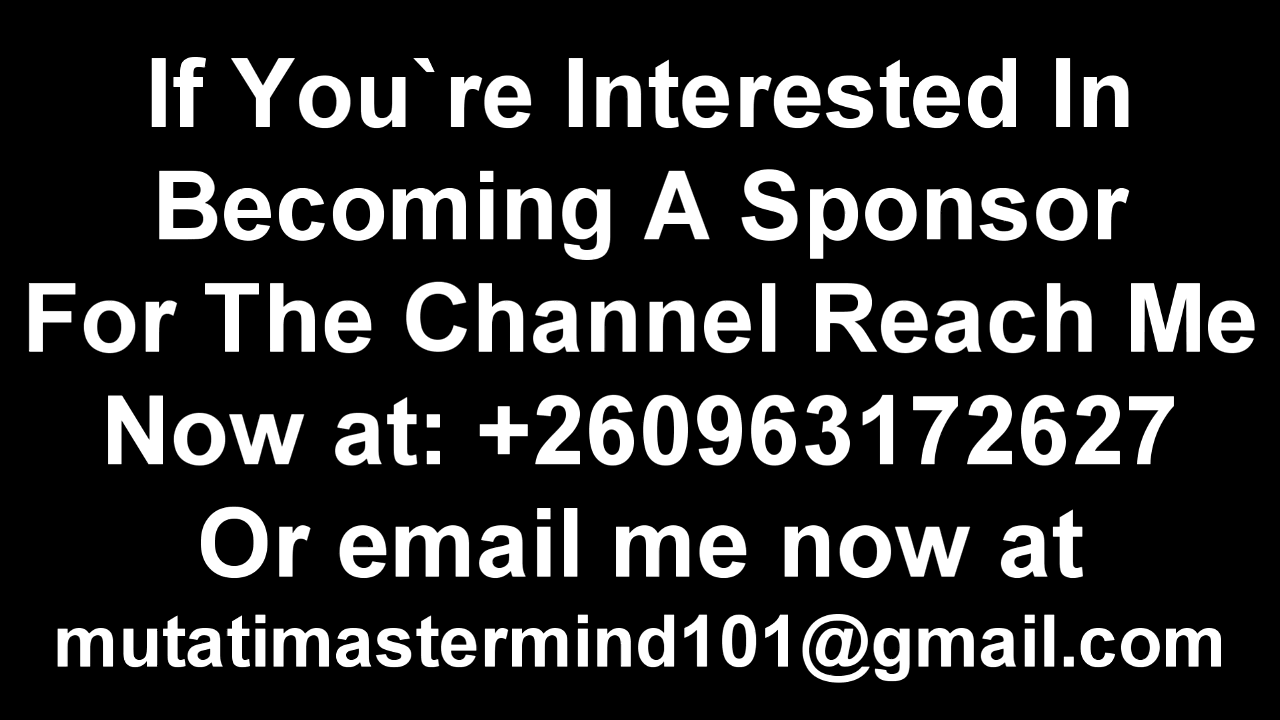 If You`re Interested In
Becoming A Sponsor
For The Channel Reach Me
Now at: +260963172627
Or email me now at
mutatimastermind101@gmail.com